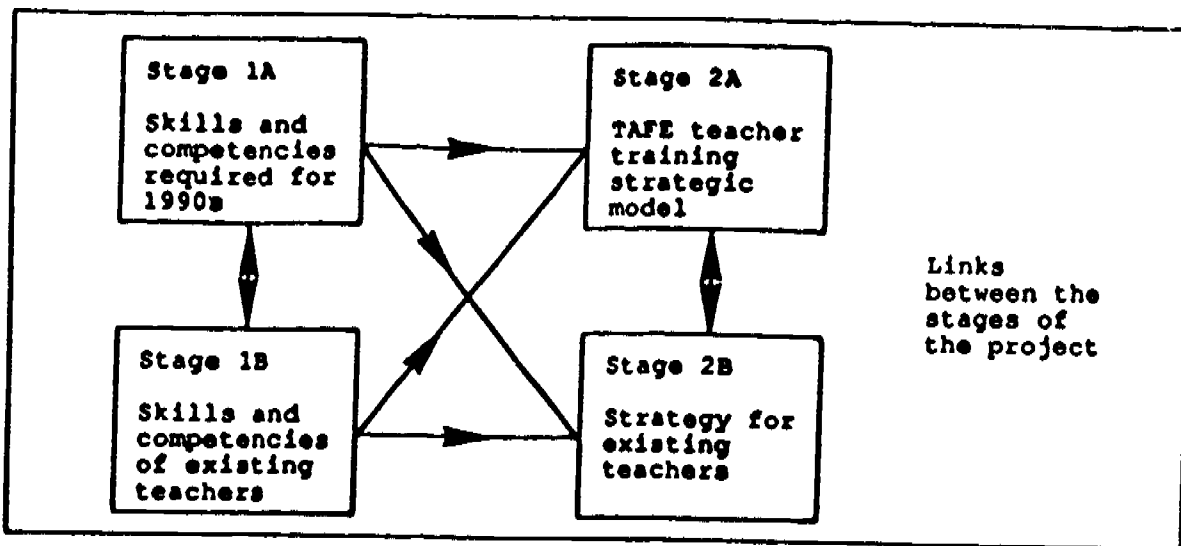 Stage 1A
Skills and
competencies
required for
1990s
Stage 2A
TAFE teacher
training
strategic
model
Links
between the
stages of
the project
Stage 1B
Skills and
competencies
of existing
teachers
Stage 2B
Strategy for
existing
teachers